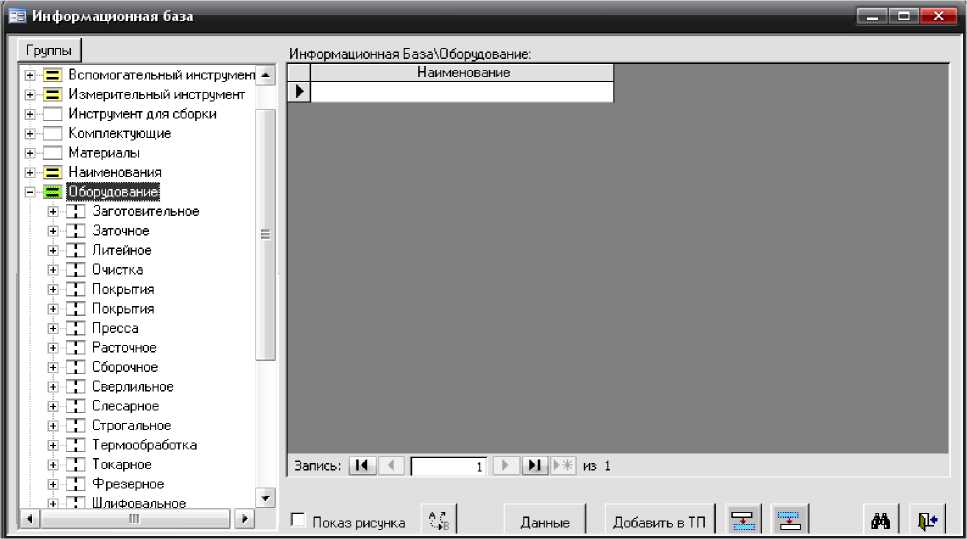 Информационная база
Группы
Вспомогательный инструмент
Измерительный инструмент
Инструмент для сборки
Комплектующие
Материалы
Наименования
Оборудование
Заготовительное
Заточное
Литейное
Очистка
Покрытия
Покрытия
Пресса
Расточное
Сборочное
Сверлильное
Слесарное
Строгальное
Термообработка
Токарное
Фрезерное
Шлифовальное
Информационная База\Оборудование:
Наименование
Запись: 1 из 1
Показ рисунка
Данные
Добавить в ТП